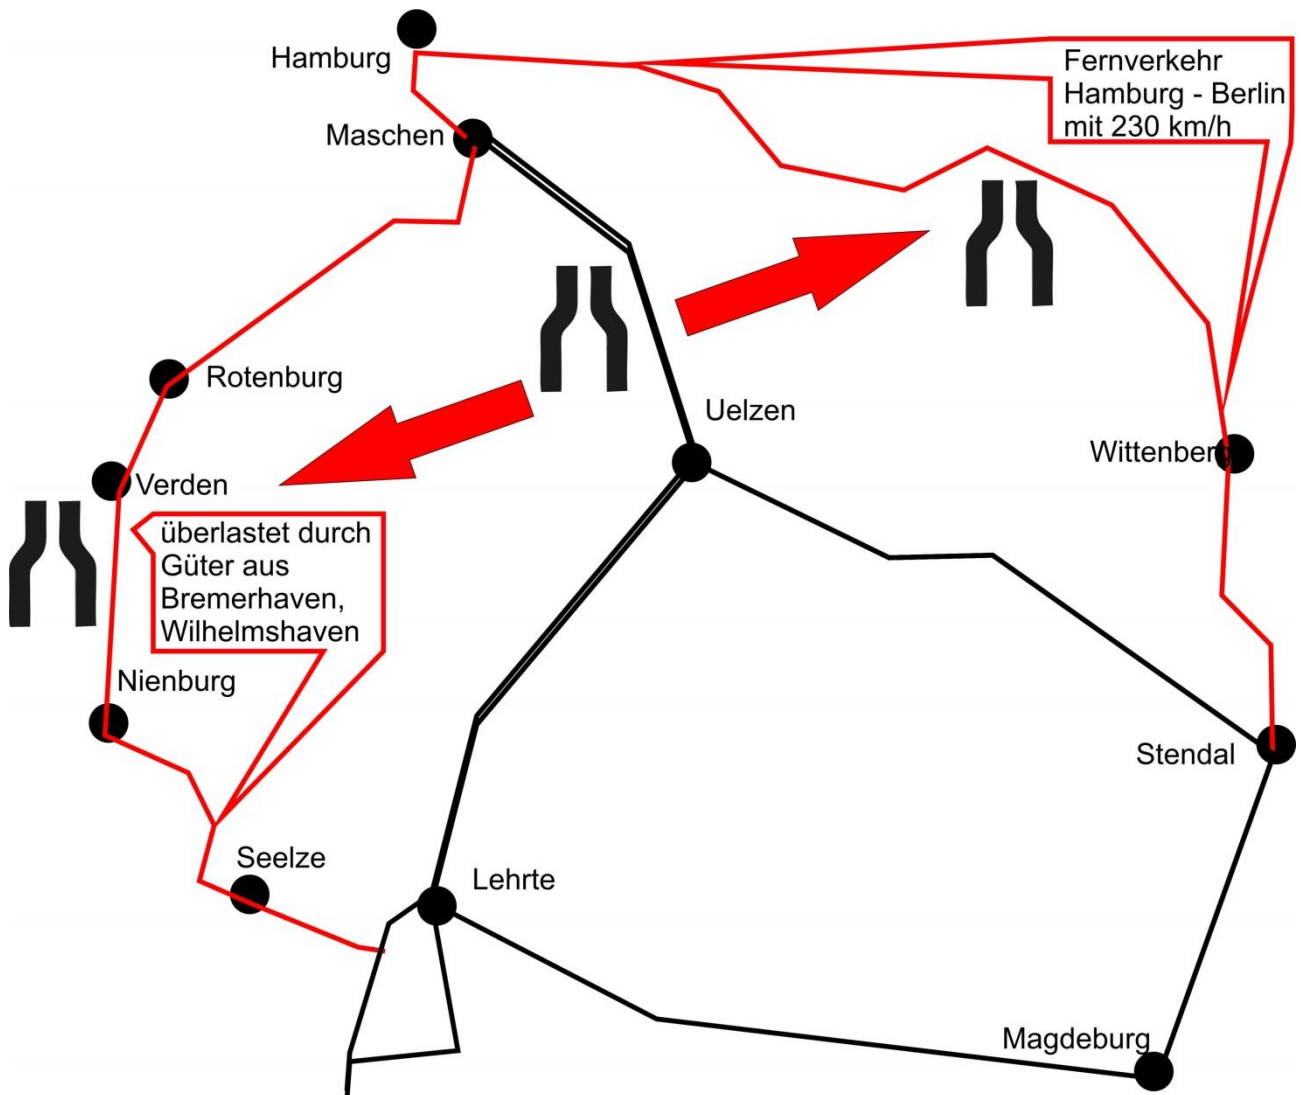 Hamburg
Fernverkehr
Hamburg - Berlin
mit 230 km/h
Maschen
Rotenburg
Uelzen
Wittenberg
Verden
überlastet durch
Güter aus
Bremerhaven,
Wilhelmshaven
Nienburg
Stendal
Seelze
Lehrte
Magdeburg